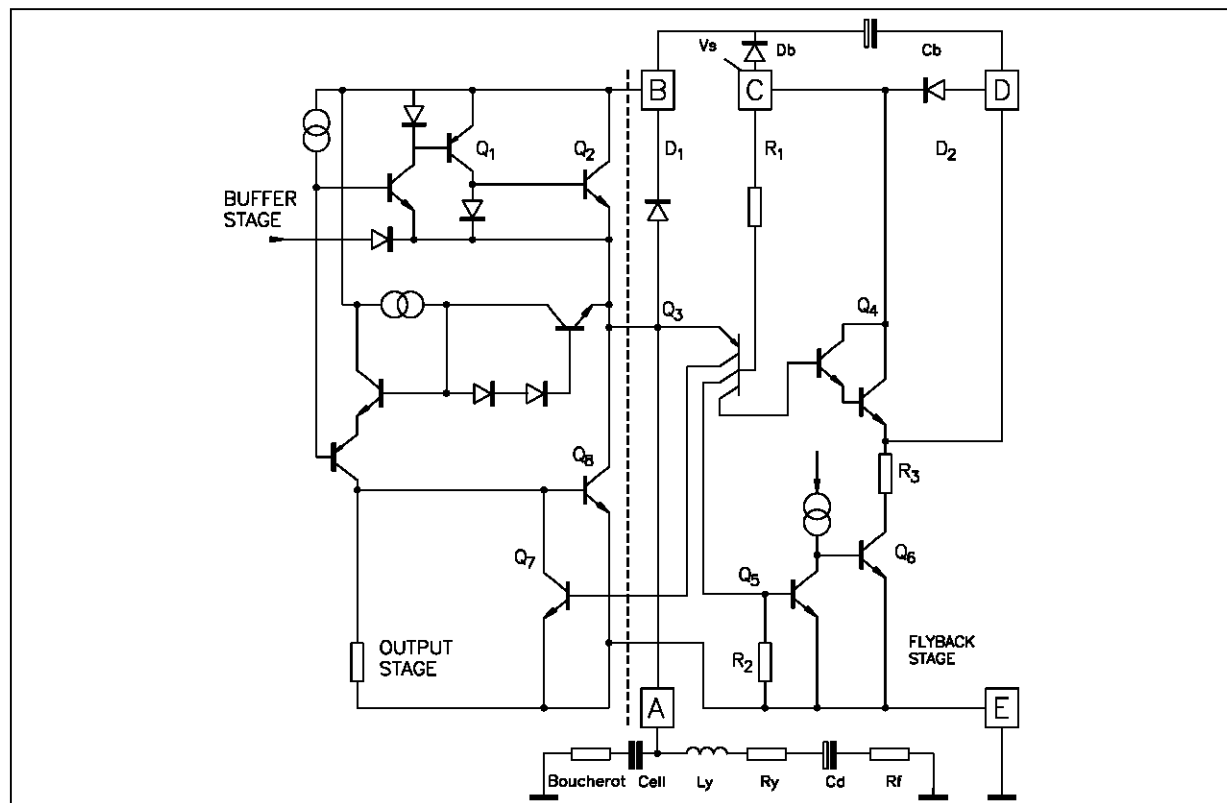 Vs
Db
Cb
B
C
D
D1
R1
D2
Q1
Q2
BUFFER
STAGE
Q3
Q4
Q8
R3
Q7
Q5
Q6
OUTPUT
STAGE
R2
FLYBACK
STAGE
A
E
Boucherot Cell Ly Ry Cd Rf